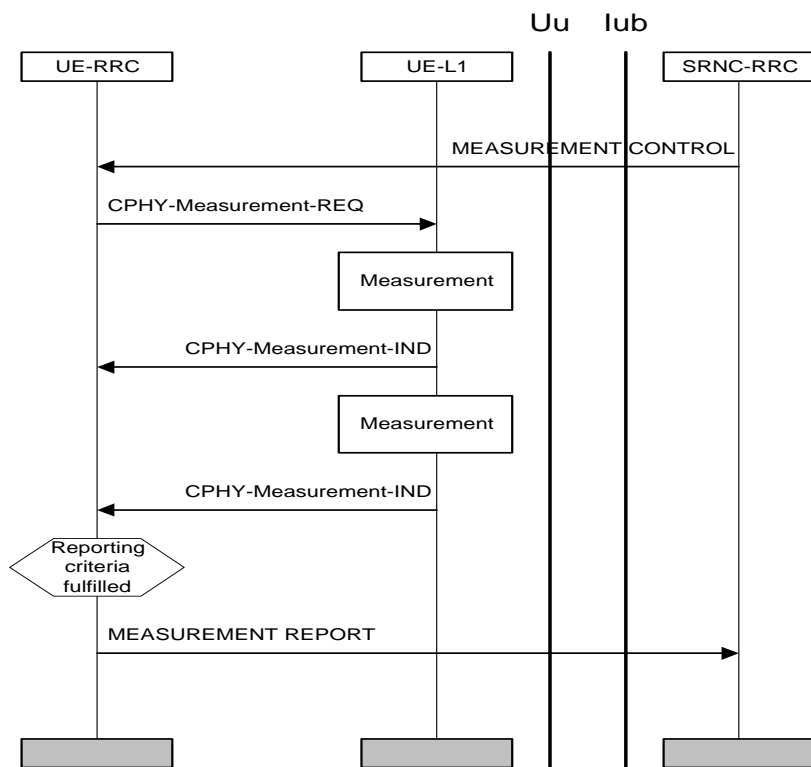 Uu Iub
UE-RRC UE-L1 SRNC-RRC
MEASUREMENT CONTROL
CPHY-Measurement-REQ
Measurement
CPHY-Measurement-IND
Measurement
CPHY-Measurement-IND
Reporting
criteria
fulfilled
MEASUREMENT REPORT